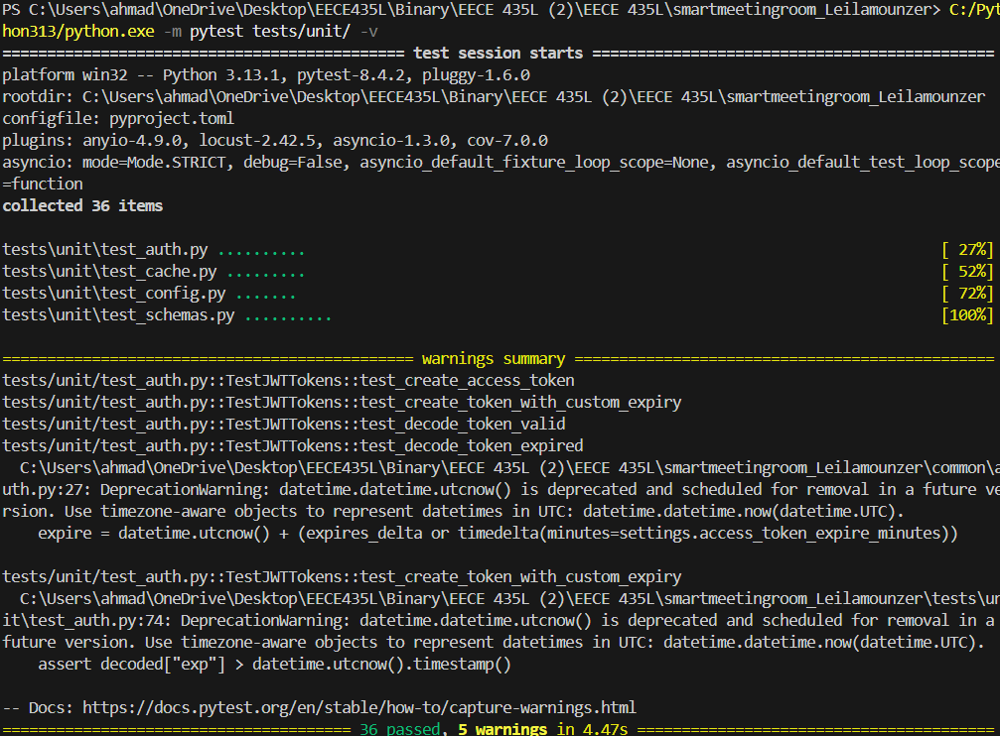 PS C:\Users\ahmad\OneDrive\Desktop\EECE435L\Binary\EECE 435L (2)\EECE 435L\smartmeetingroom_Leilamounzer> C:/Pyt
hon313/python.exe -m pytest tests/unit/ -v
============================================= test session starts =============================================
platform win32 -- Python 3.13.1, pytest-8.4.2, pluggy-1.6.0
rootdir: C:\Users\ahmad\OneDrive\Desktop\EECE435L\Binary\EECE 435L (2)\EECE 435L\smartmeetingroom_Leilamounzer
configfile: pyproject.toml
plugins: anyio-4.9.0, locust-2.42.5, asyncio-1.3.0, cov-7.0.0
asyncio: mode=Mode.STRICT, debug=False, asyncio_default_fixture_loop_scope=None, asyncio_default_test_loop_scope
=function
collected 36 items
tests\unit\test_auth.py .......... [ 27%]
tests\unit\test_cache.py ......... [ 52%]
tests\unit\test_config.py ....... [ 72%]
tests\unit\test_schemas.py .......... [100%]
============================================== warnings summary ===============================================
tests/unit/test_auth.py::TestJWTTokens::test_create_access_token
tests/unit/test_auth.py::TestJWTTokens::test_create_token_with_custom_expiry
tests/unit/test_auth.py::TestJWTTokens::test_decode_token_valid
tests/unit/test_auth.py::TestJWTTokens::test_decode_token_expired
C:\Users\ahmad\OneDrive\Desktop\EECE435L\Binary\EECE 435L (2)\EECE 435L\smartmeetingroom_Leilamounzer\common\a
uth.py:27: DeprecationWarning: datetime.datetime.utcnow() is deprecated and scheduled for removal in a future ve
rsion. Use timezone-aware objects to represent datetimes in UTC: datetime.datetime.now(datetime.UTC).
expire = datetime.utcnow() + (expires_delta or timedelta(minutes=settings.access_token_expire_minutes))
tests/unit/test_auth.py::TestJWTTokens::test_create_token_with_custom_expiry
C:\Users\ahmad\OneDrive\Desktop\EECE435L\Binary\EECE 435L (2)\EECE 435L\smartmeetingroom_Leilamounzer\tests\un
it\test_auth.py:74: DeprecationWarning: datetime.datetime.utcnow() is deprecated and scheduled for removal in a
future version. Use timezone-aware objects to represent datetimes in UTC: datetime.datetime.now(datetime.UTC).
assert decoded["exp"] > datetime.utcnow().timestamp()
-- Docs: https://docs.pytest.org/en/stable/how-to/capture-warnings.html
======================================= 36 passed, 5 warnings in 4.47s ========================================